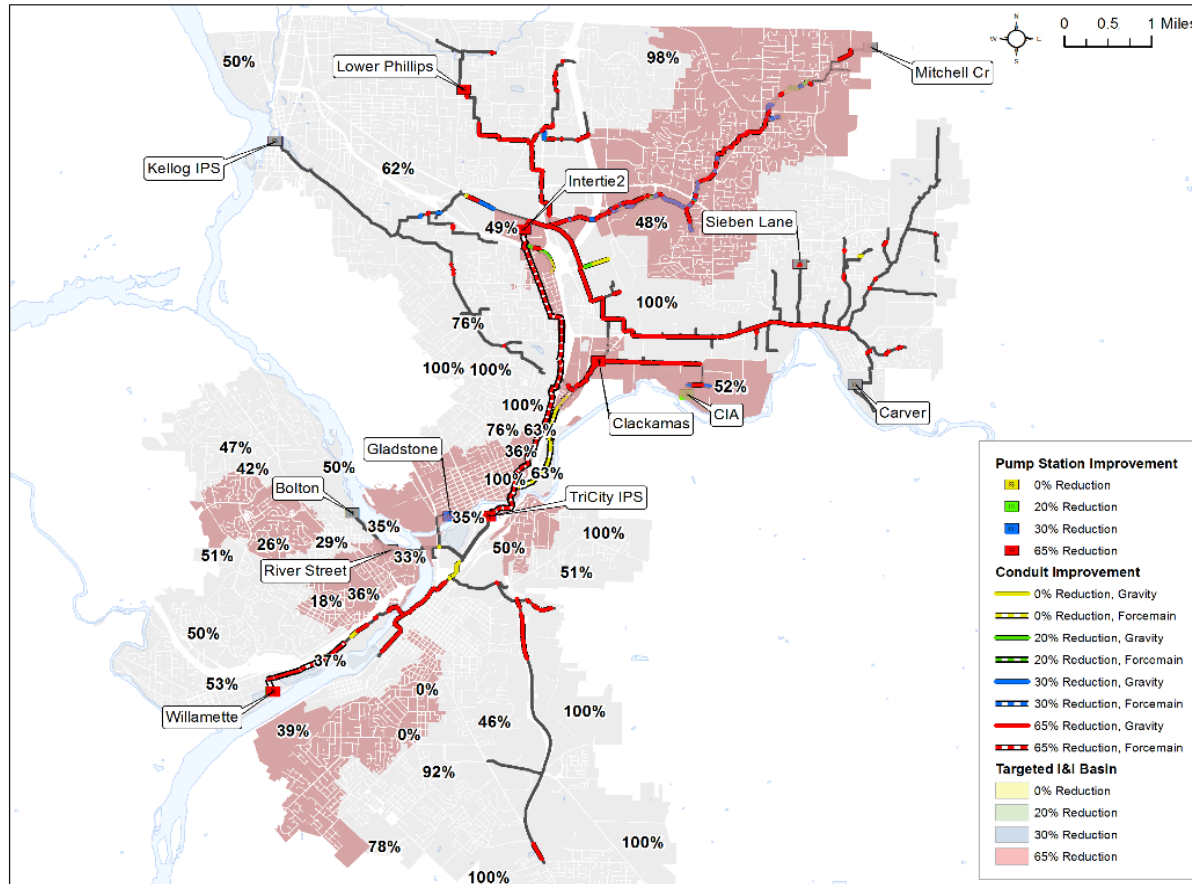 N
W E
S
0 0.5 1 Miles
50%
98%
Lower Phillips
Mitchell Cr
Kellog IPS
62%
Intertie2
49%
48%
Sieben Lane
100%
76%
100% 100%
52%
100%
Clackamas
CIA
Carver
76% 63%
36%
47%
42%
50%
Gladstone
100%
63%
Bolton
TriCity IPS
35%
35%
51%
26%
29%
33%
50%
100%
51%
River Street
18%
36%
50%
37%
53%
Willamette
0%
39%
0%
46%
100%
92%
78%
100%
100%
Pump Station Improvement
0% Reduction
20% Reduction
30% Reduction
65% Reduction
Conduit Improvement
0% Reduction, Gravity
0% Reduction, Forcemain
20% Reduction, Gravity
20% Reduction, Forcemain
30% Reduction, Gravity
30% Reduction, Forcemain
65% Reduction, Gravity
65% Reduction, Forcemain
Targeted I&I Basin
0% Reduction
20% Reduction
30% Reduction
65% Reduction